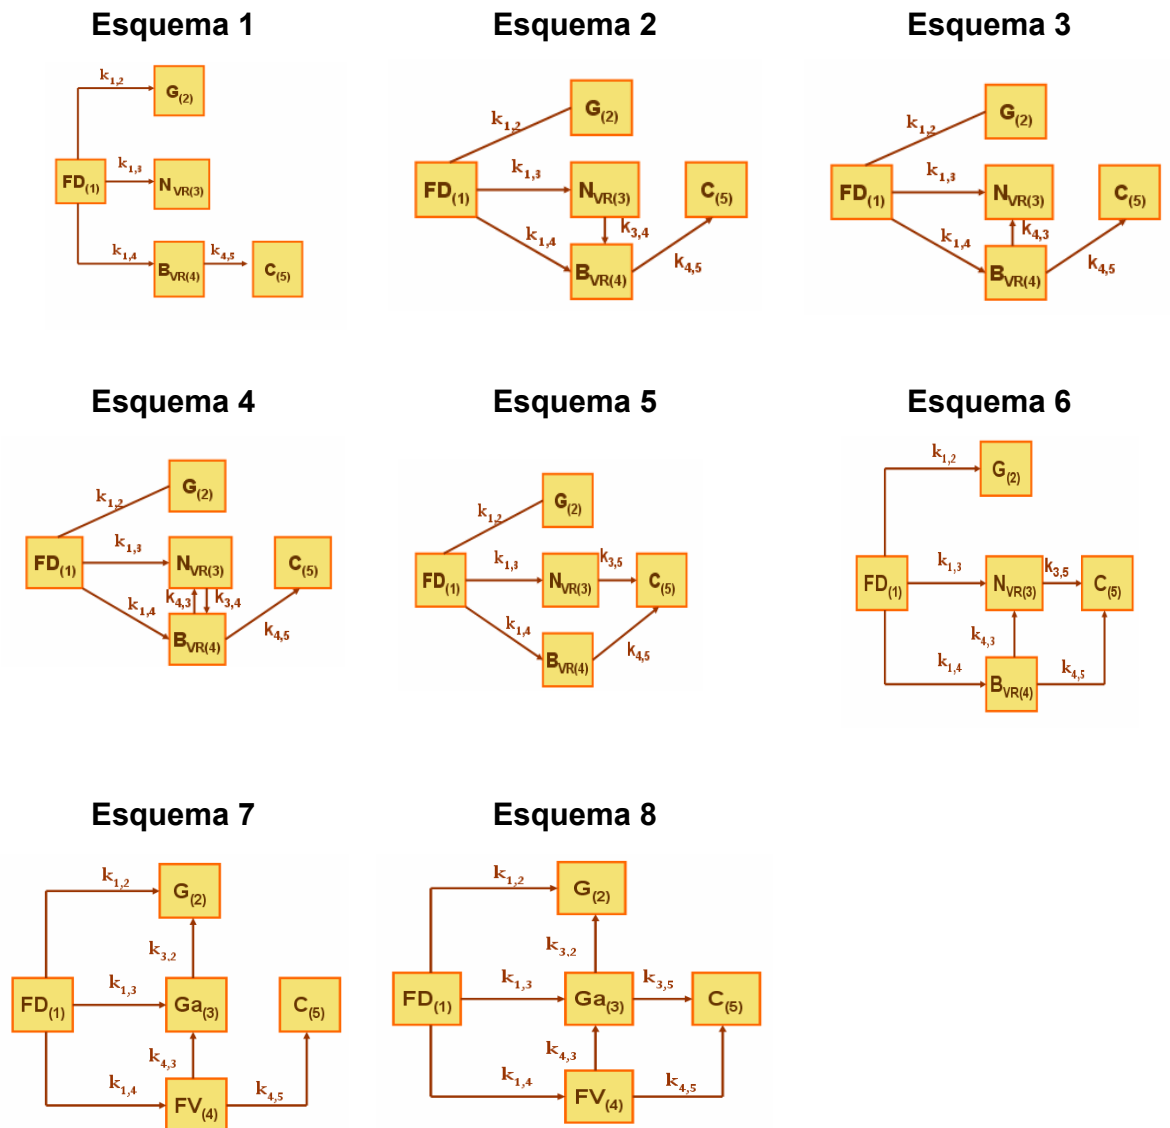 Esquema 1
k1,2
G(2)
FD(1)
k1,3
NVR(3)
k1,4
BVR(4)
k4,5
C(5)
Esquema 2
G(2)
k1,2
FD(1)
k1,3
NVR(3)
C(5)
k3,4
k1,4
BVR(4)
k4,5
Esquema 3
G(2)
k1,2
FD(1)
k1,3
NVR(3)
C(5)
k4,3
k1,4
BVR(4)
k4,5
Esquema 4
G(2)
k1,2
FD(1)
k1,3
NVR(3)
C(5)
k4,3
k3,4
k1,4
BVR(4)
k4,5
Esquema 5
G(2)
k1,2
FD(1)
k1,3
NVR(3)
k3,5
C(5)
k1,4
BVR(4)
k4,5
Esquema 6
k1,2
G(2)
FD(1)
k1,3
NVR(3)
k3,5
C(5)
k4,3
k1,4
BVR(4)
k4,5
Esquema 7
k1,2
G(2)
k3,2
FD(1)
k1,3
Ga(3)
C(5)
k4,3
k1,4
FV(4)
k4,5
Esquema 8
k1,2
G(2)
k3,2
FD(1)
k1,3
Ga(3)
k3,5
C(5)
k4,3
k1,4
FV(4)
k4,5